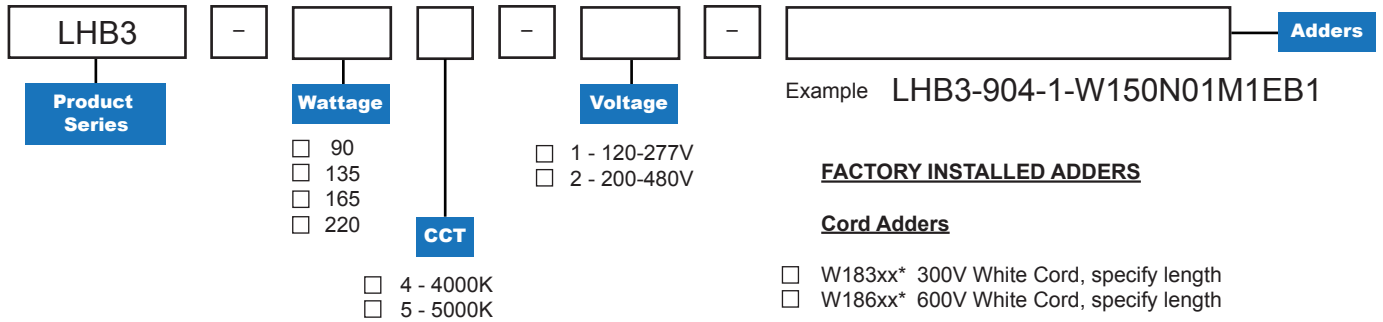 LHB3 - - - Adders
Product Series
Wattage
Voltage
Example LHB3-904-1-W150N01M1EB1
90
135
165
220
1 - 120-277V
2 - 200-480V
CCT
4 - 4000K
5 - 5000K
FACTORY INSTALLED ADDERS
Cord Adders
W183xx* 300V White Cord, specify length
W186xx* 600V White Cord, specify length